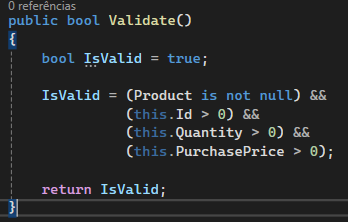 0 referências
public bool Validate()
{
    bool IsValid = true;
    IsValid = (Product is not null) &&
              (this.Id > 0) &&
              (this.Quantity > 0) &&
              (this.PurchasePrice > 0);
    return IsValid;
}